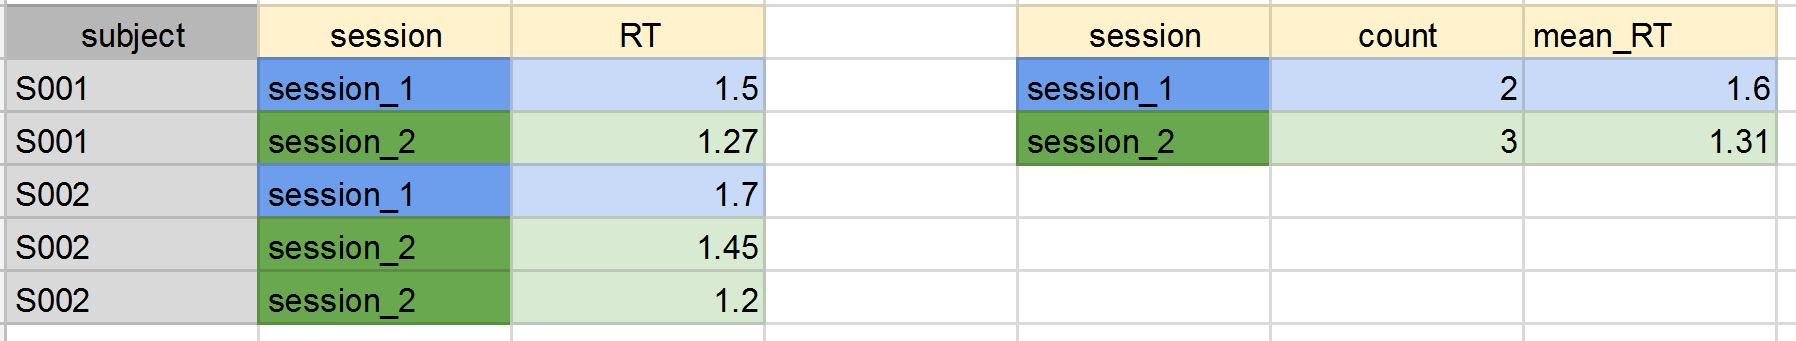 subject session RT session count mean_RT
S001 session_1 1.5 session_1 2 1.6
S001 session_2 1.27 session_2 3 1.31
S002 session_1 1.7
S002 session_2 1.45
S002 session_2 1.2